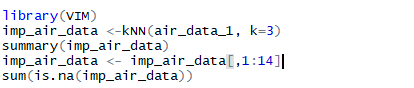 library(VIM)
imp_air_data <-kNN(air_data_1, k=3)
summary(imp_air_data)
imp_air_data <- imp_air_data[,1:14]
sum(is.na(imp_air_data))